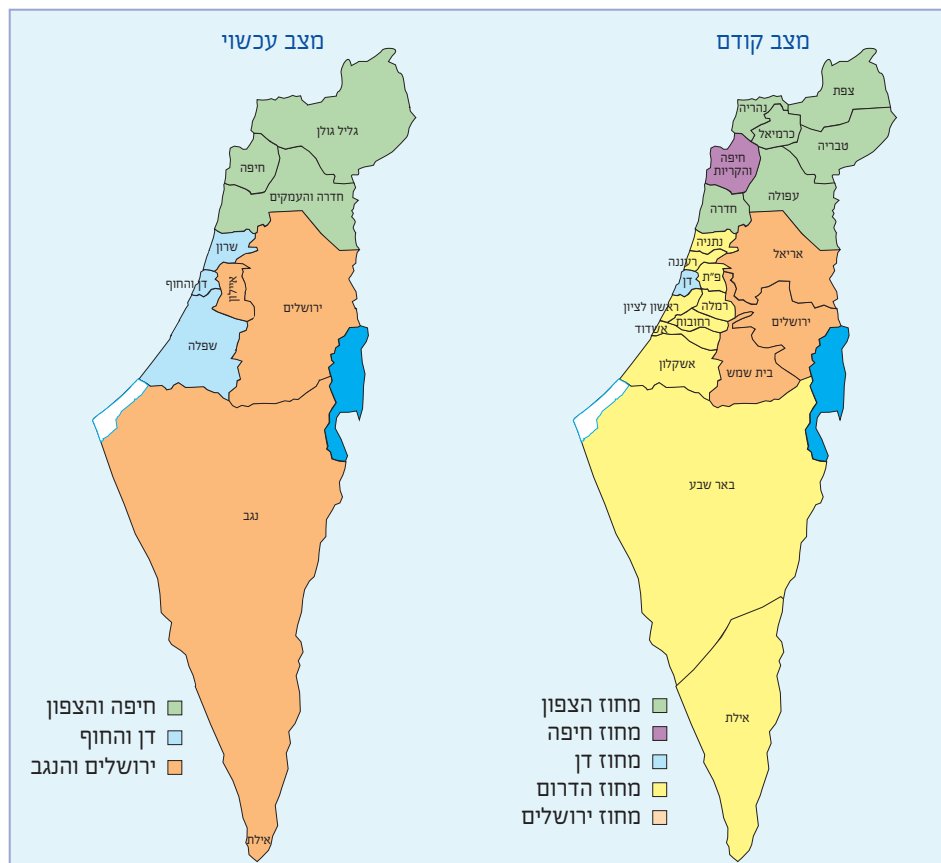 מצב קודם
צפת
נהריה
כרמיאל
טבריה
חיפה
והקריות
עפולה
חדרה
נתניה
אריאל
רעננה
פ״ת
דן
רמלה
ראשון לציון
ירושלים
רחובות
אשדוד
אשקלון
בית שמש
באר שבע
אילת
מחוז הצפון
מחוז חיפה
מחוז דן
מחוז הדרום
מחוז ירושלים
מצב עכשוי
גליל גולן
חיפה
חדרה והעמקים
שרון
דן והחוף
איילון
ירושלים
שפלה
נגב
אילת
חיפה והצפון
דן והחוף
ירושלים והנגב